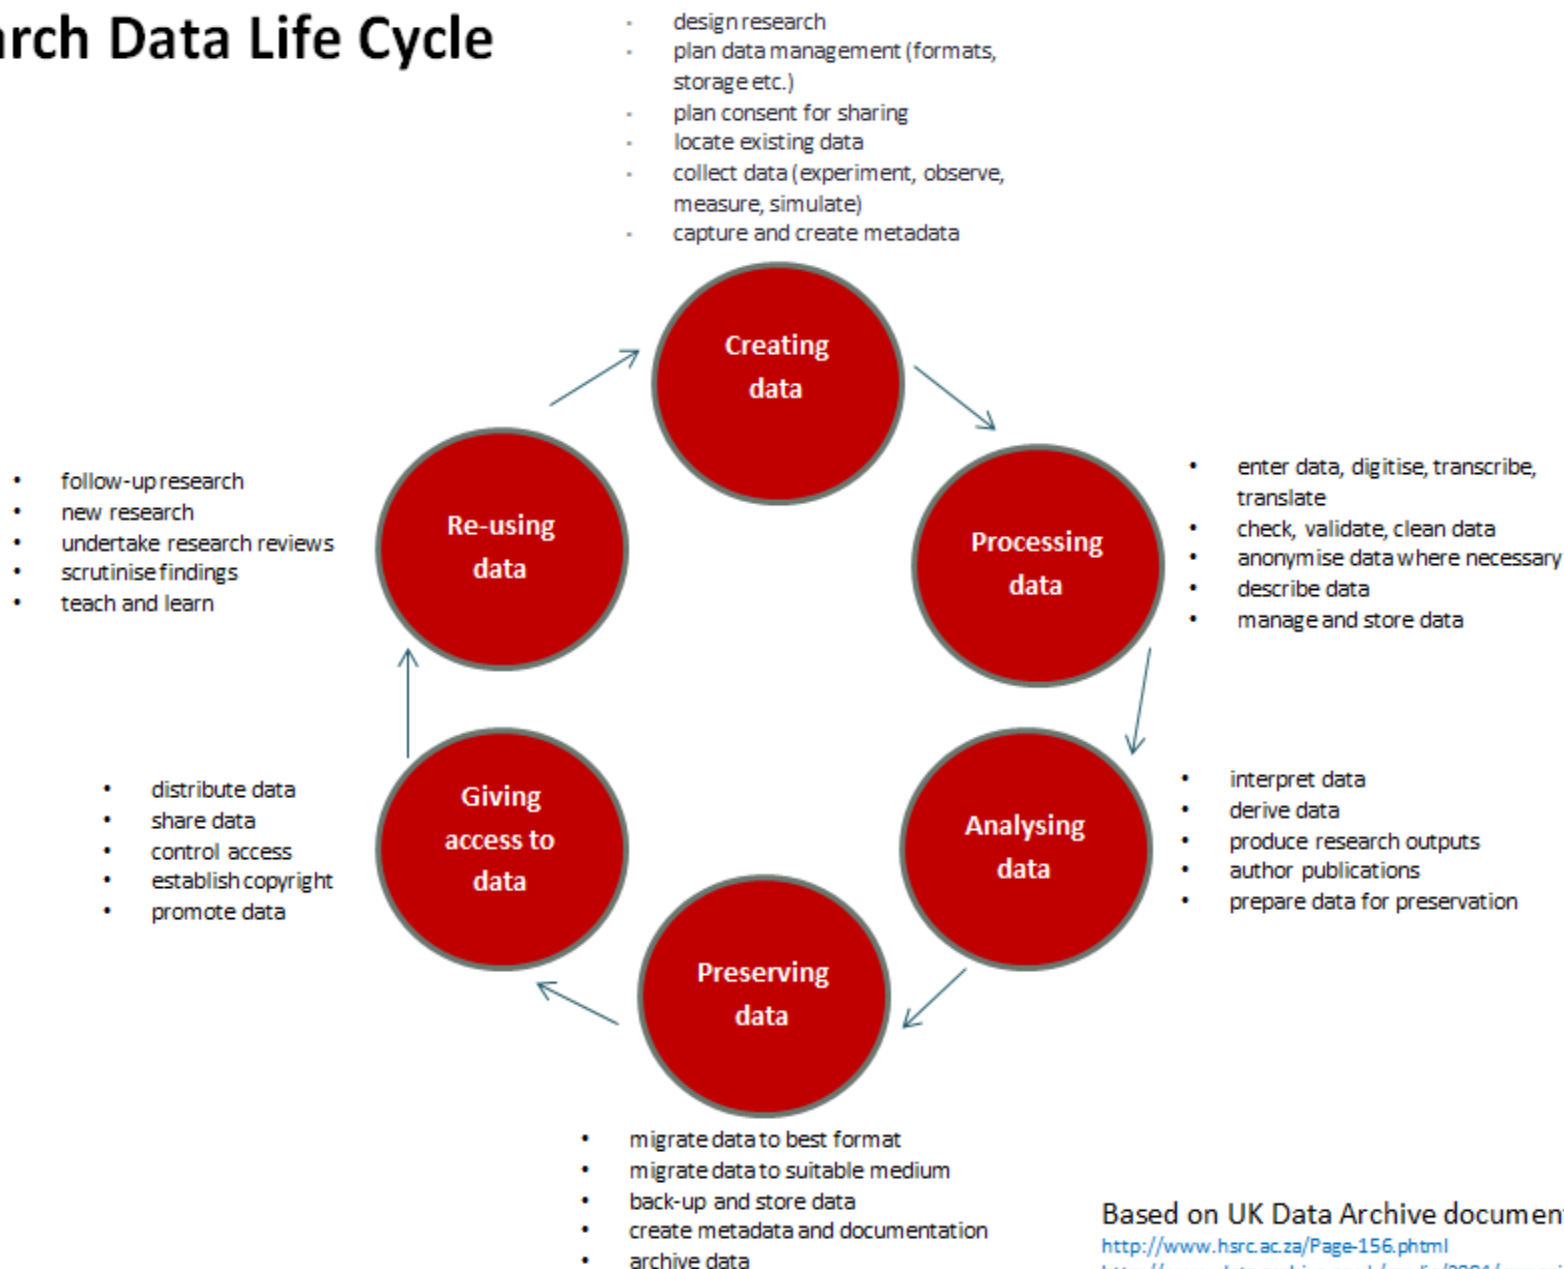 Data Life Cycle
- design research
- plan data management (formats,
storage etc.)
- plan consent for sharing
- locate existing data
- collect data (experiment, observe,
measure, simulate)
- capture and create metadata
Creating
data
Processing
data
• enter data, digitise, transcribe,
translate
• check, validate, clean data
• anonymise data where necessary
• describe data
• manage and store data
Analysing
data
• interpret data
• derive data
• produce research outputs
• author publications
• prepare data for preservation
Preserving
data
• migrate data to best format
• migrate data to suitable medium
• back-up and store data
• create metadata and documentation
• archive data
Giving
access to
data
• distribute data
• share data
• control access
• establish copyright
• promote data
Re-using
data
• follow-up research
• new research
• undertake research reviews
• scrutinise findings
• teach and learn
Based on UK Data Archive
http://www.hsrc.ac.za/Page-156.phtml